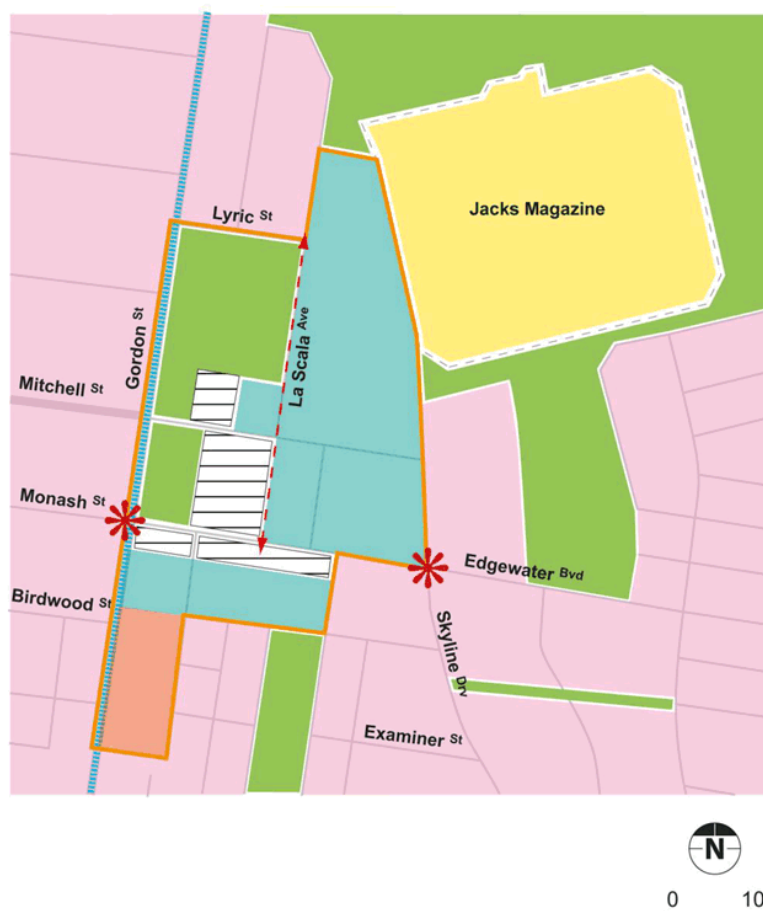 Jacks Magazine
Lyric St
Gordon St
La Scala Ave
Mitchell St
Monash St
Edgewater Bvd
Birdwood St
Skyline Drv
Examiner St
N
0 10